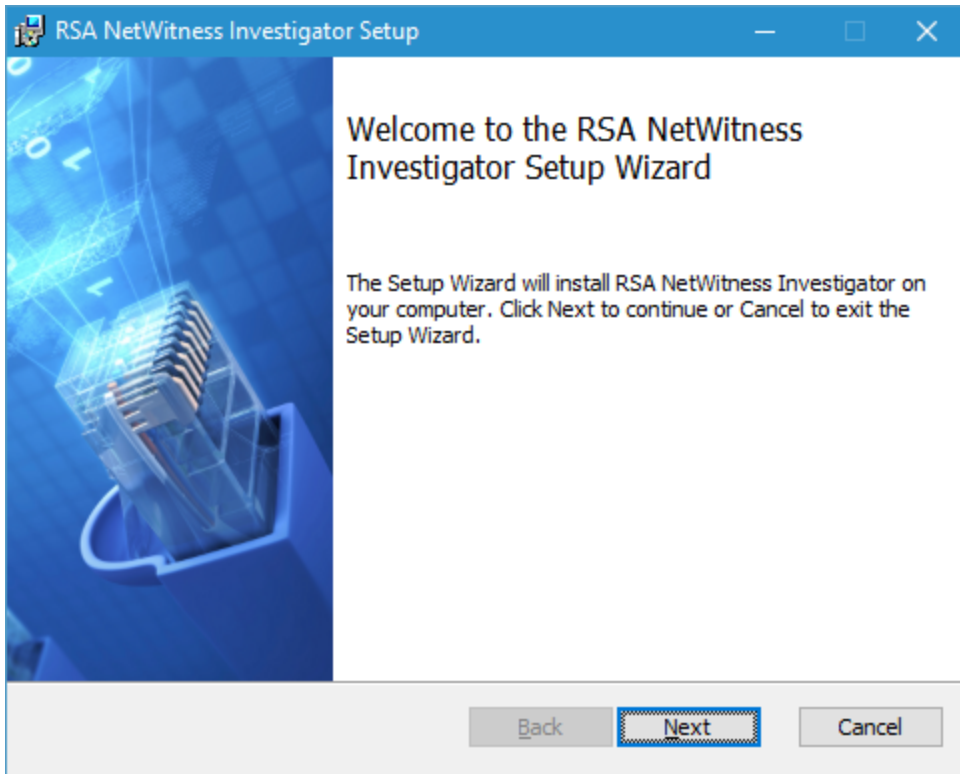 RSA NetWitness Investigator Setup
Welcome to the RSA NetWitness
Investigator Setup Wizard
The Setup Wizard will install RSA NetWitness Investigator on
your computer. Click Next to continue or Cancel to exit the
Setup Wizard.
Back
Next
Cancel